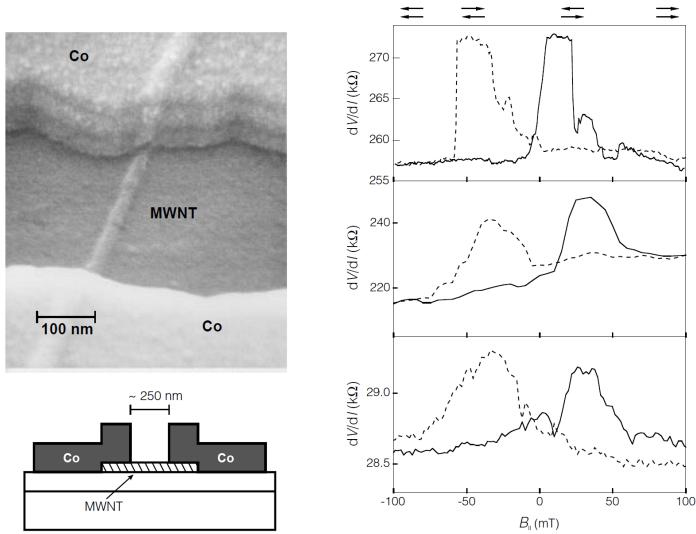 Co
MWNT
100 nm
Co
~ 250 nm
Co
Co
MWNT
dV/dI (kΩ)
270
265
260
255
dV/dI (kΩ)
240
220
dV/dI (kΩ)
29.0
28.5
-100
-50
0
50
100
B|| (mT)